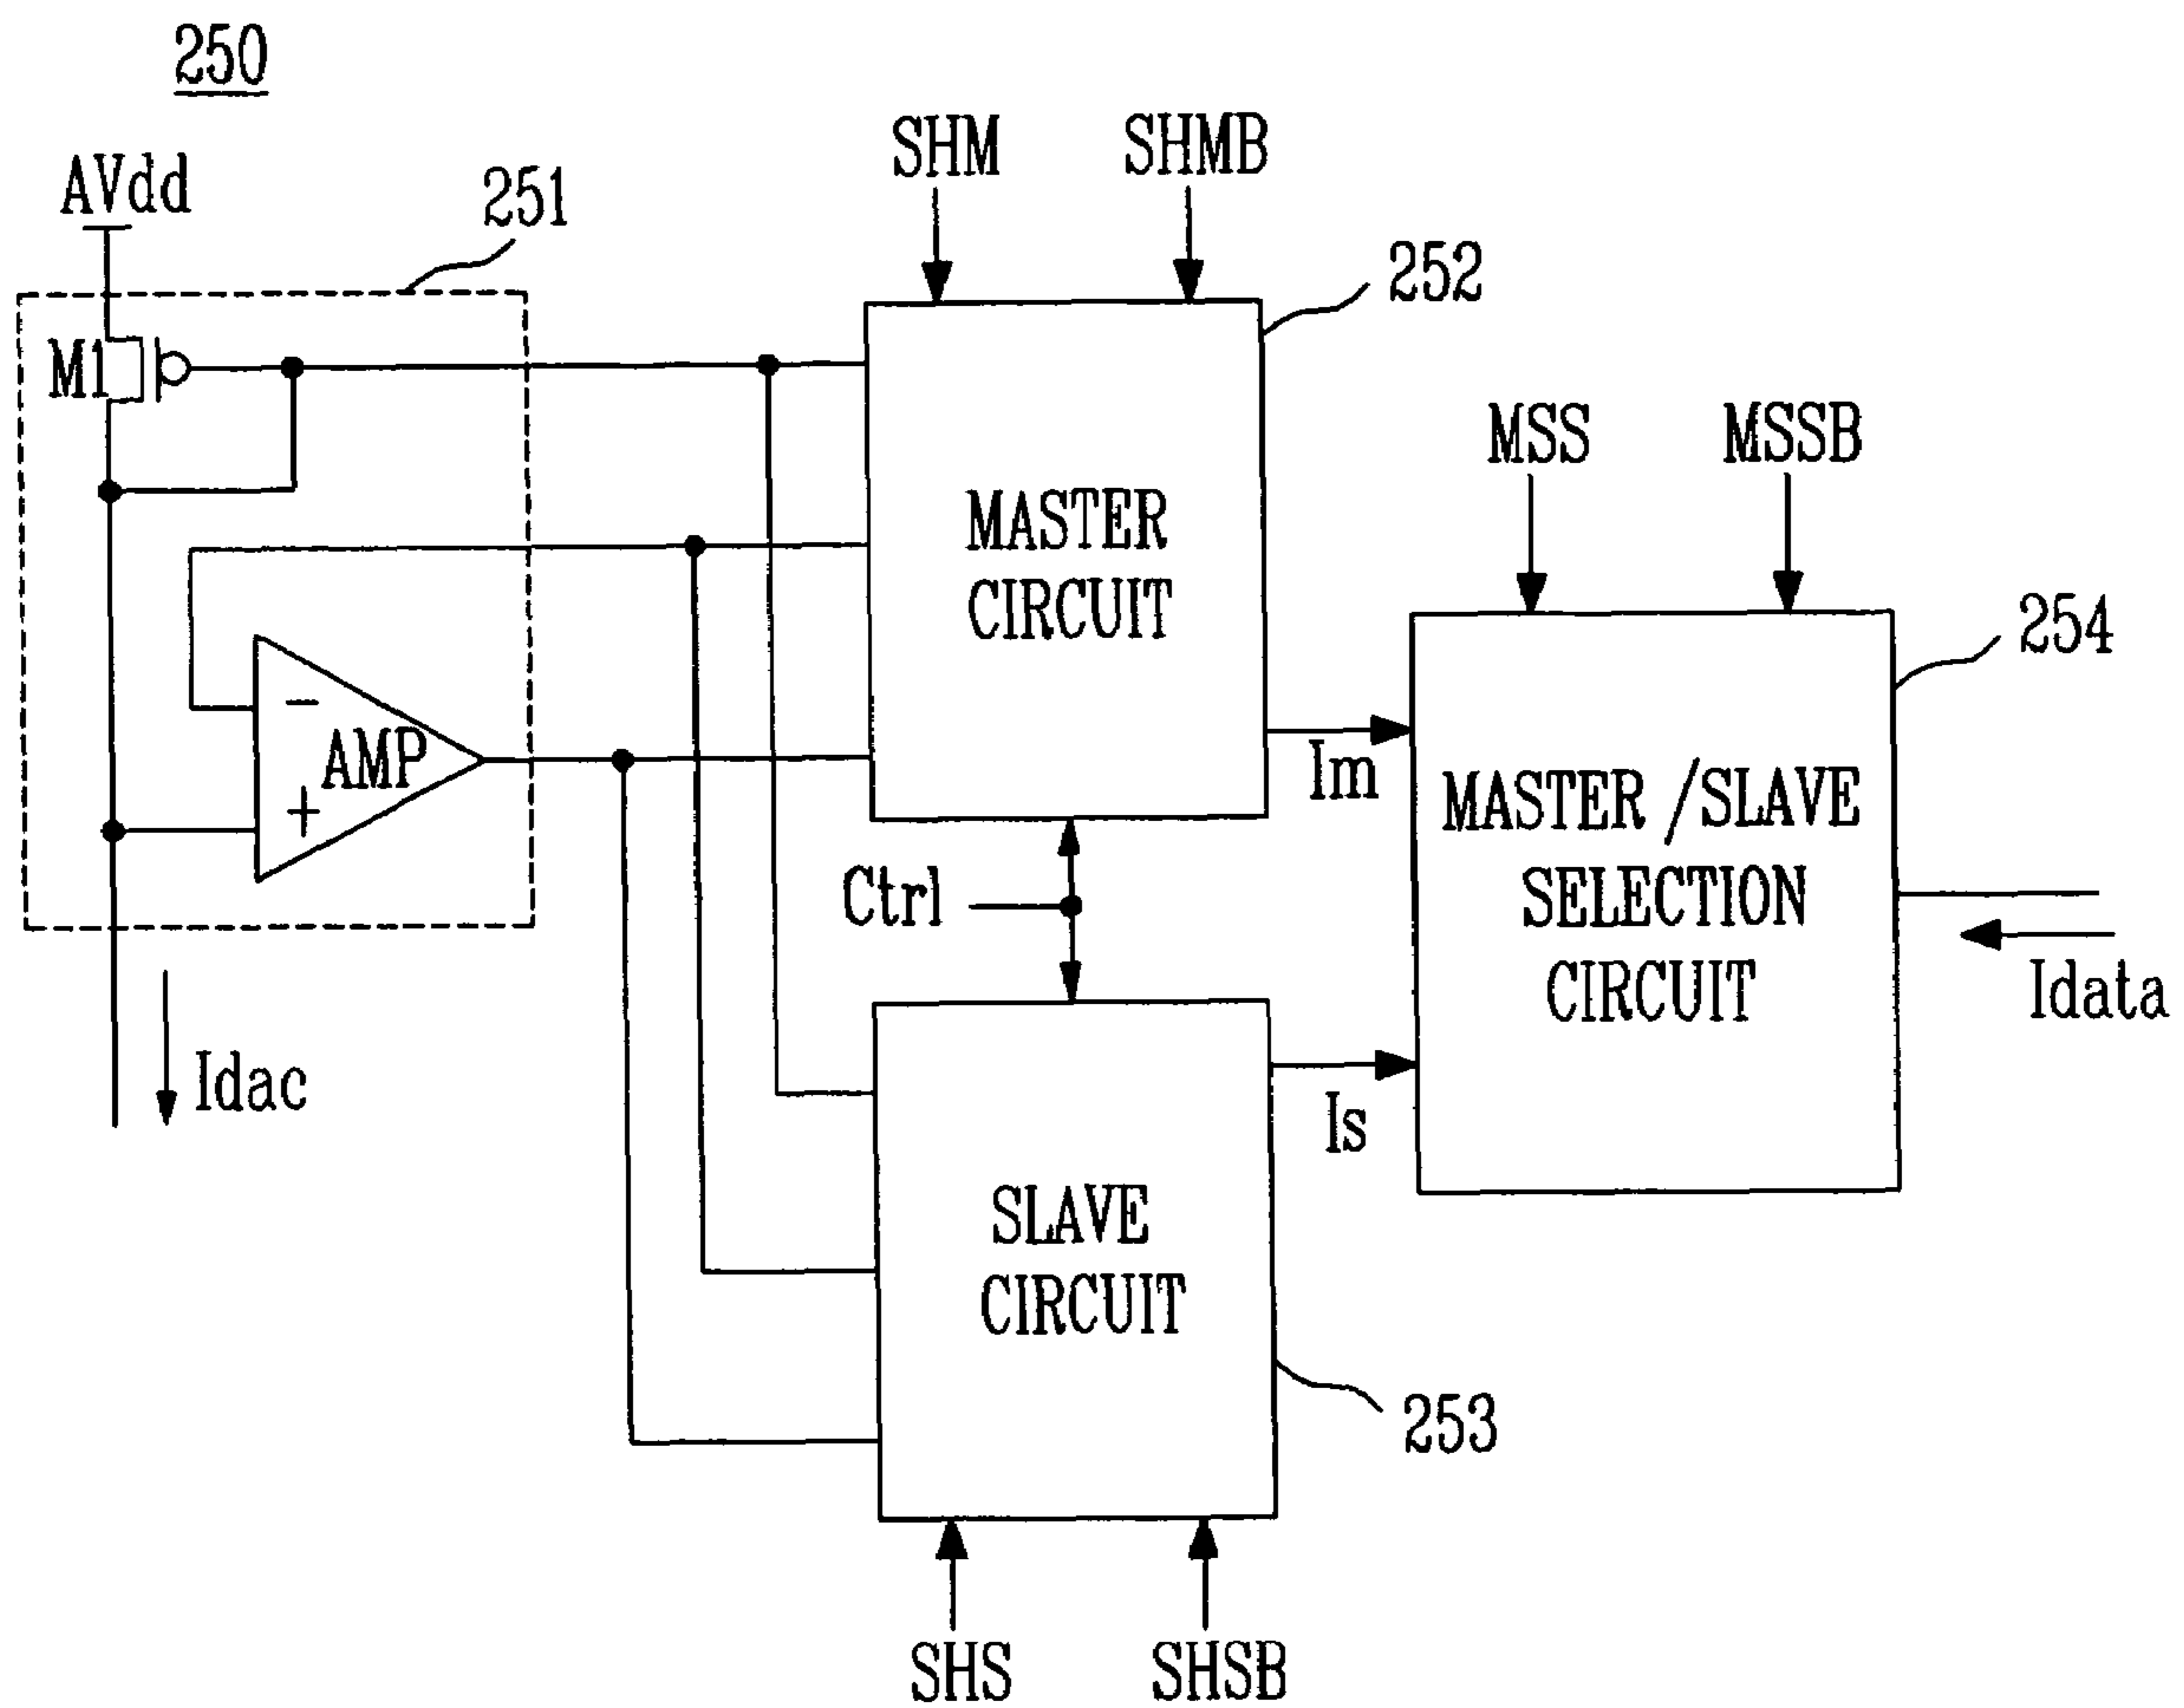 250
SHM
SHMB
AVdd
251
252
M1
MSS
MSSB
MASTER
CIRCUIT
254
−
AMP
+
Im
MASTER/SLAVE
SELECTION
CIRCUIT
Ctrl
Idata
Idac
Is
SLAVE
CIRCUIT
253
SHS
SHSB